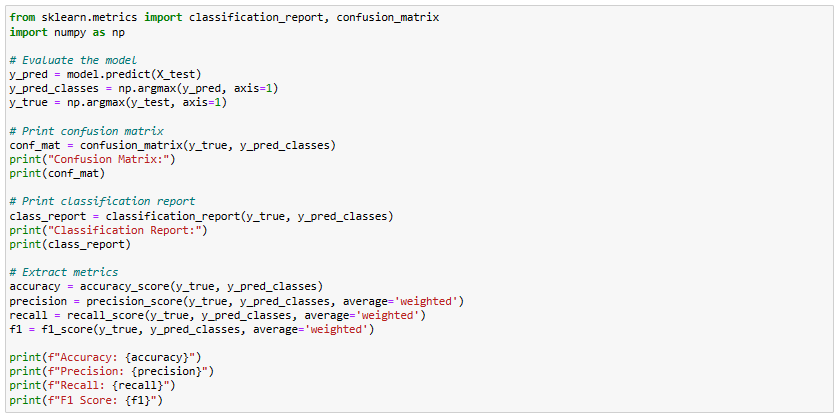 from sklearn.metrics import classification_report, confusion_matrix
import numpy as np

# Evaluate the model
y_pred = model.predict(X_test)
y_pred_classes = np.argmax(y_pred, axis=1)
y_true = np.argmax(y_test, axis=1)

# Print confusion matrix
conf_mat = confusion_matrix(y_true, y_pred_classes)
print("Confusion Matrix:")
print(conf_mat)

# Print classification report
class_report = classification_report(y_true, y_pred_classes)
print("Classification Report:")
print(class_report)

# Extract metrics
accuracy = accuracy_score(y_true, y_pred_classes)
precision = precision_score(y_true, y_pred_classes, average='weighted')
recall = recall_score(y_true, y_pred_classes, average='weighted')
f1 = f1_score(y_true, y_pred_classes, average='weighted')

print(f"Accuracy: {accuracy}")
print(f"Precision: {precision}")
print(f"Recall: {recall}")
print(f"F1 Score: {f1}")